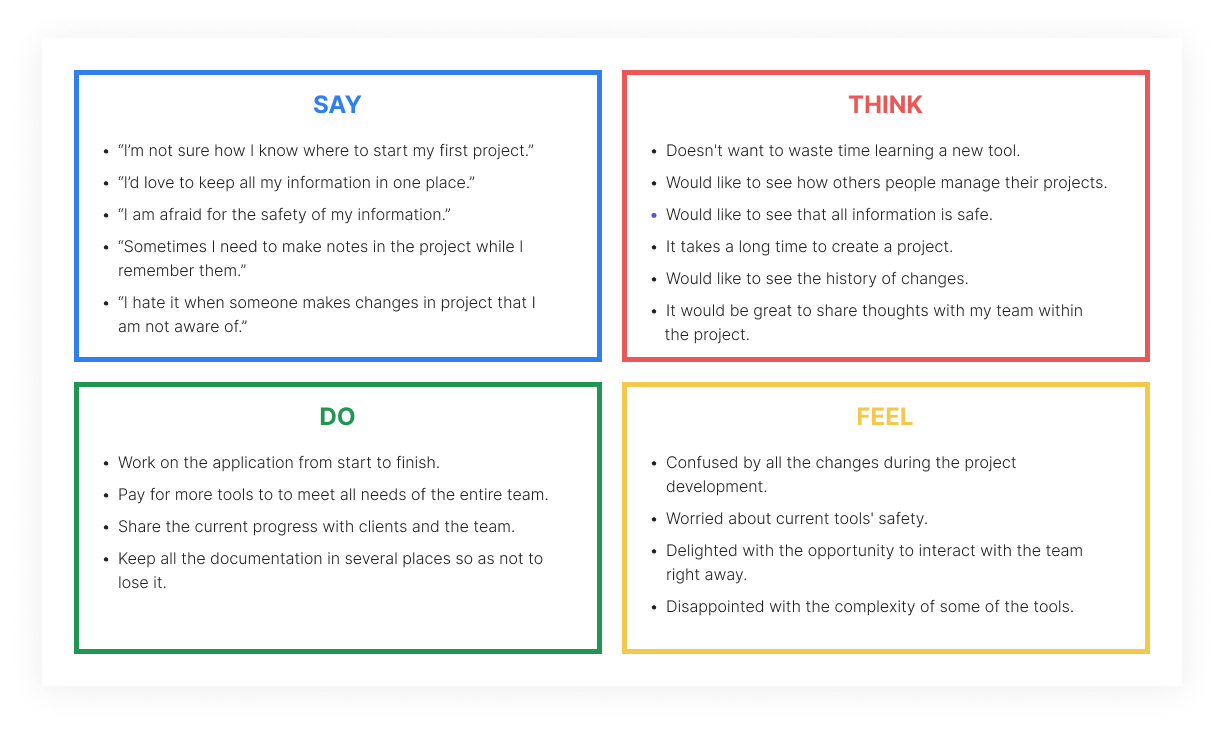 SAY
• “I’m not sure how I know where to start my first project.”
• “I’d love to keep all my information in one place.”
• “I am afraid for the safety of my information.”
• “Sometimes I need to make notes in the project while I
remember them.”
• “I hate it when someone makes changes in project that I
am not aware of.”
THINK
• Doesn't want to waste time learning a new tool.
• Would like to see how others people manage their projects.
• Would like to see that all information is safe.
• It takes a long time to create a project.
• Would like to see the history of changes.
• It would be great to share thoughts with my team within
the project.
DO
• Work on the application from start to finish.
• Pay for more tools to to meet all needs of the entire team.
• Share the current progress with clients and the team.
• Keep all the documentation in several places so as not to
lose it.
FEEL
• Confused by all the changes during the project
development.
• Worried about current tools' safety.
• Delighted with the opportunity to interact with the team
right away.
• Disappointed with the complexity of some of the tools.